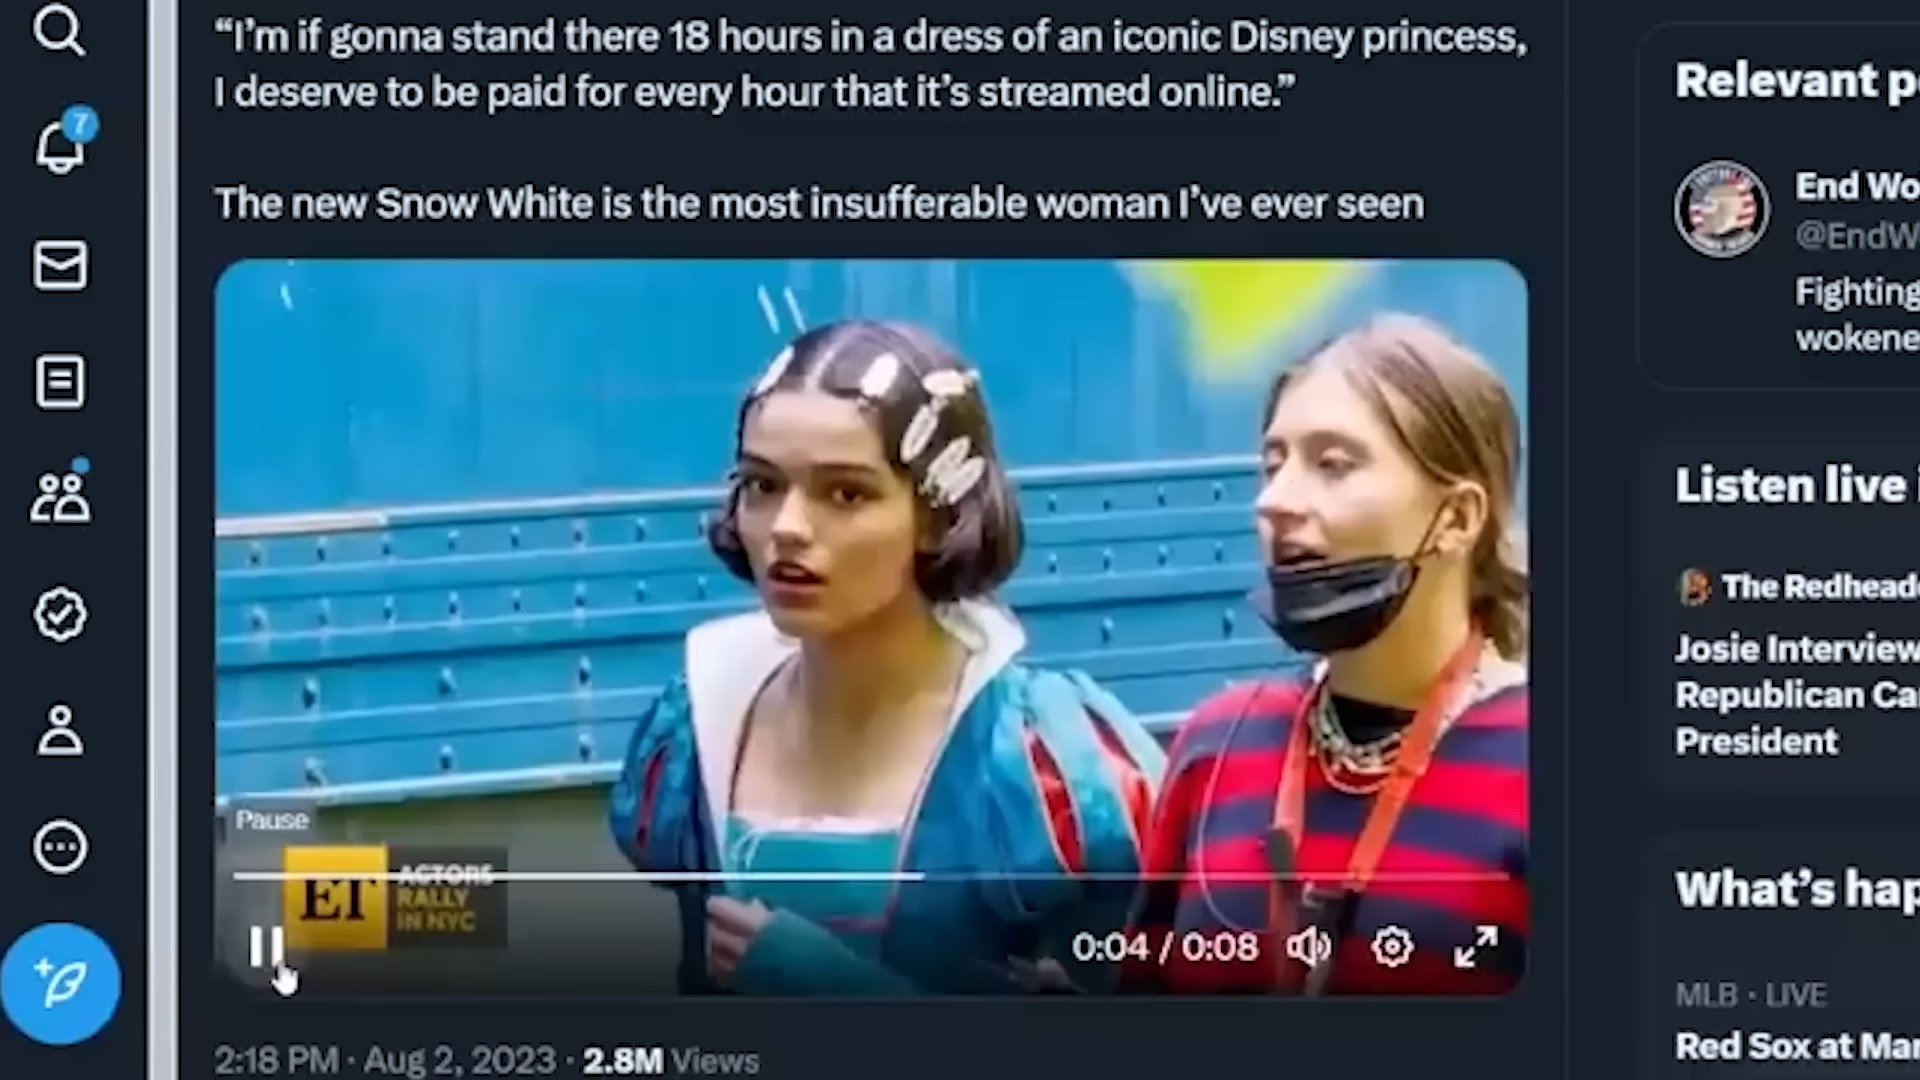 “I’m if gonna stand there 18 hours in a dress of an iconic Disney princess,
I deserve to be paid for every hour that it’s streamed online.”
The new Snow White is the most insufferable woman I’ve ever seen
7
Pause
ET
ACTORS
RALLY
IN NYC
0:04 / 0:08
2:18 PM · Aug 2, 2023 · 2.8M Views
Relevant p
End Wo
@EndW
Fighting
wokene
Listen live i
The Redhead
Josie Interview
Republican Ca
President
What’s hap
MLB · LIVE
Red Sox at Mar